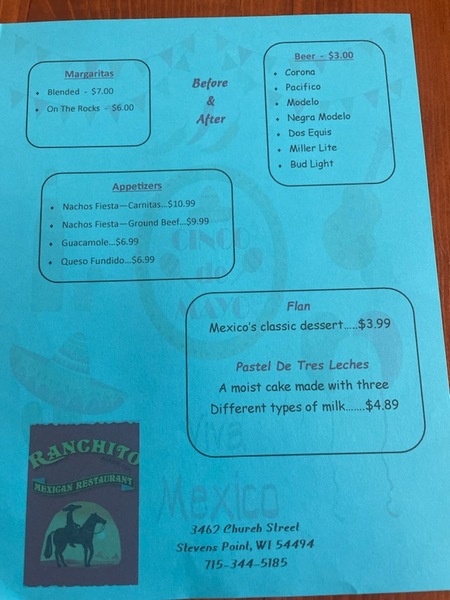 Margaritas
• Blended - $7.00
• On The Rocks - $6.00
Before
&
After
Beer - $3.00
• Corona
• Pacifico
• Modelo
• Negra Modelo
• Dos Equis
• Miller Lite
• Bud Light
Appetizers
• Nachos Fiesta—Carnitas...$10.99
• Nachos Fiesta—Ground Beef...$9.99
• Guacamole...$6.99
• Queso Fundido...$6.99
CINCO
de
MAYO
Flan
Mexico's classic dessert.....$3.99
Pastel De Tres Leches
A moist cake made with three
Different types of milk.......$4.89
Viva
Mexico
RANCHITO
MEXICAN RESTAURANT
3462 Church Street
Stevens Point, WI 54494
715-344-5185